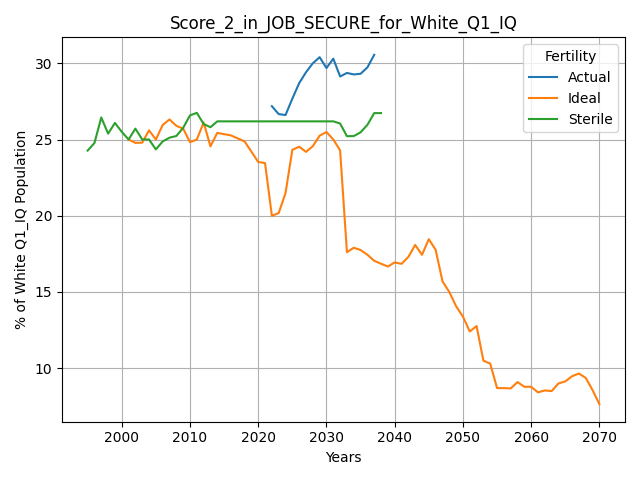 Score_2_in_JOB_SECURE_for_White_Q1_IQ
Fertility
Actual
Ideal
Sterile
% of White Q1_IQ Population
30
25
20
15
10
2000 2010 2020 2030 2040 2050 2060 2070
Years